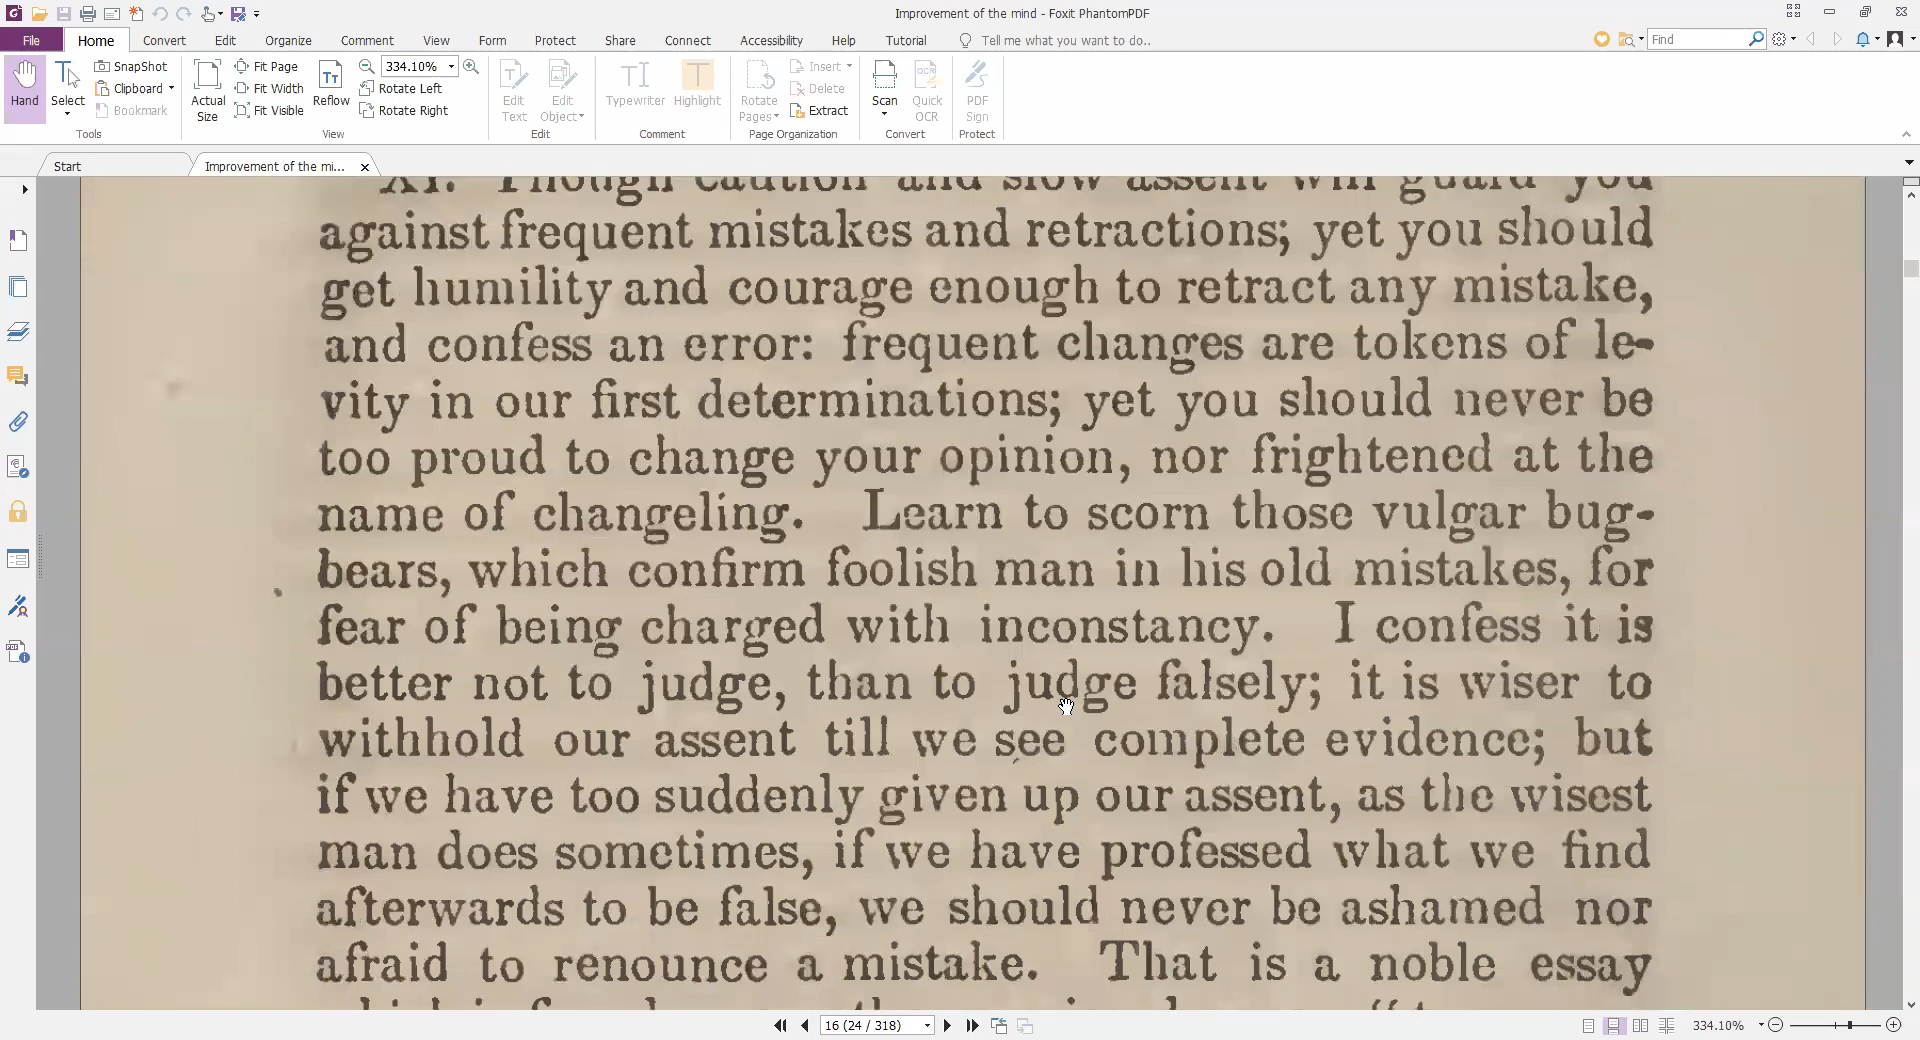 Improvement of the mind - Foxit PhantomPDF
File Home Convert Edit Organize Comment View Form Protect Share Connect Accessibility Help Tutorial Tell me what you want to do.. Find
Hand
Select
SnapShot
Clipboard
Bookmark
Tools
Actual Size
Fit Page
Fit Width
Fit Visible
Reflow
334.10%
Rotate Left
Rotate Right
View
Edit Text
Edit Object
Edit
Typewriter
Highlight
Comment
Rotate Pages
Insert
Delete
Extract
Page Organization
Scan
Quick OCR
Convert
PDF Sign
Protect
Start
Improvement of the mi...
XI. Though caution and slow assent will guard you
against frequent mistakes and retractions; yet you should
get humility and courage enough to retract any mistake,
and confess an error: frequent changes are tokens of le-
vity in our first determinations; yet you should never be
too proud to change your opinion, nor frightened at the
name of changeling. Learn to scorn those vulgar bug-
bears, which confirm foolish man in his old mistakes, for
fear of being charged with inconstancy. I confess it is
better not to judge, than to judge falsely; it is wiser to
withhold our assent till we see complete evidence; but
if we have too suddenly given up our assent, as the wisest
man does sometimes, if we have professed what we find
afterwards to be false, we should never be ashamed nor
afraid to renounce a mistake. That is a noble essay
16 (24 / 318)
334.10%